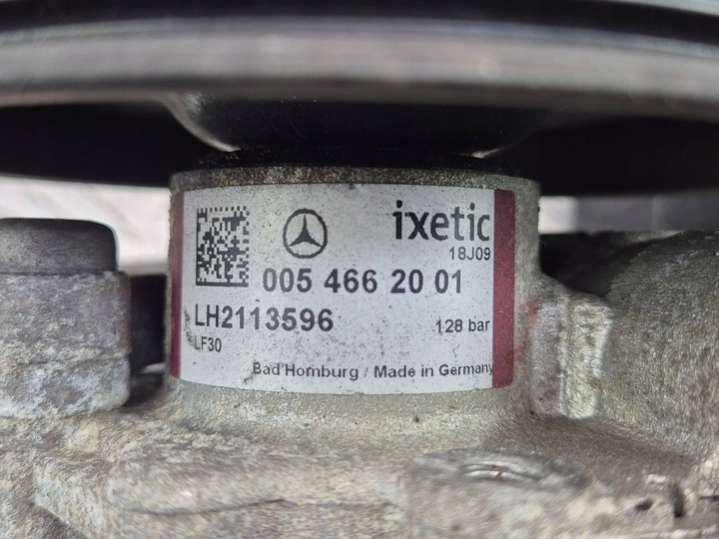 ixetic
18J09
005 466 20 01
LH2113596
128 bar
LF30
Bad Homburg / Made in Germany